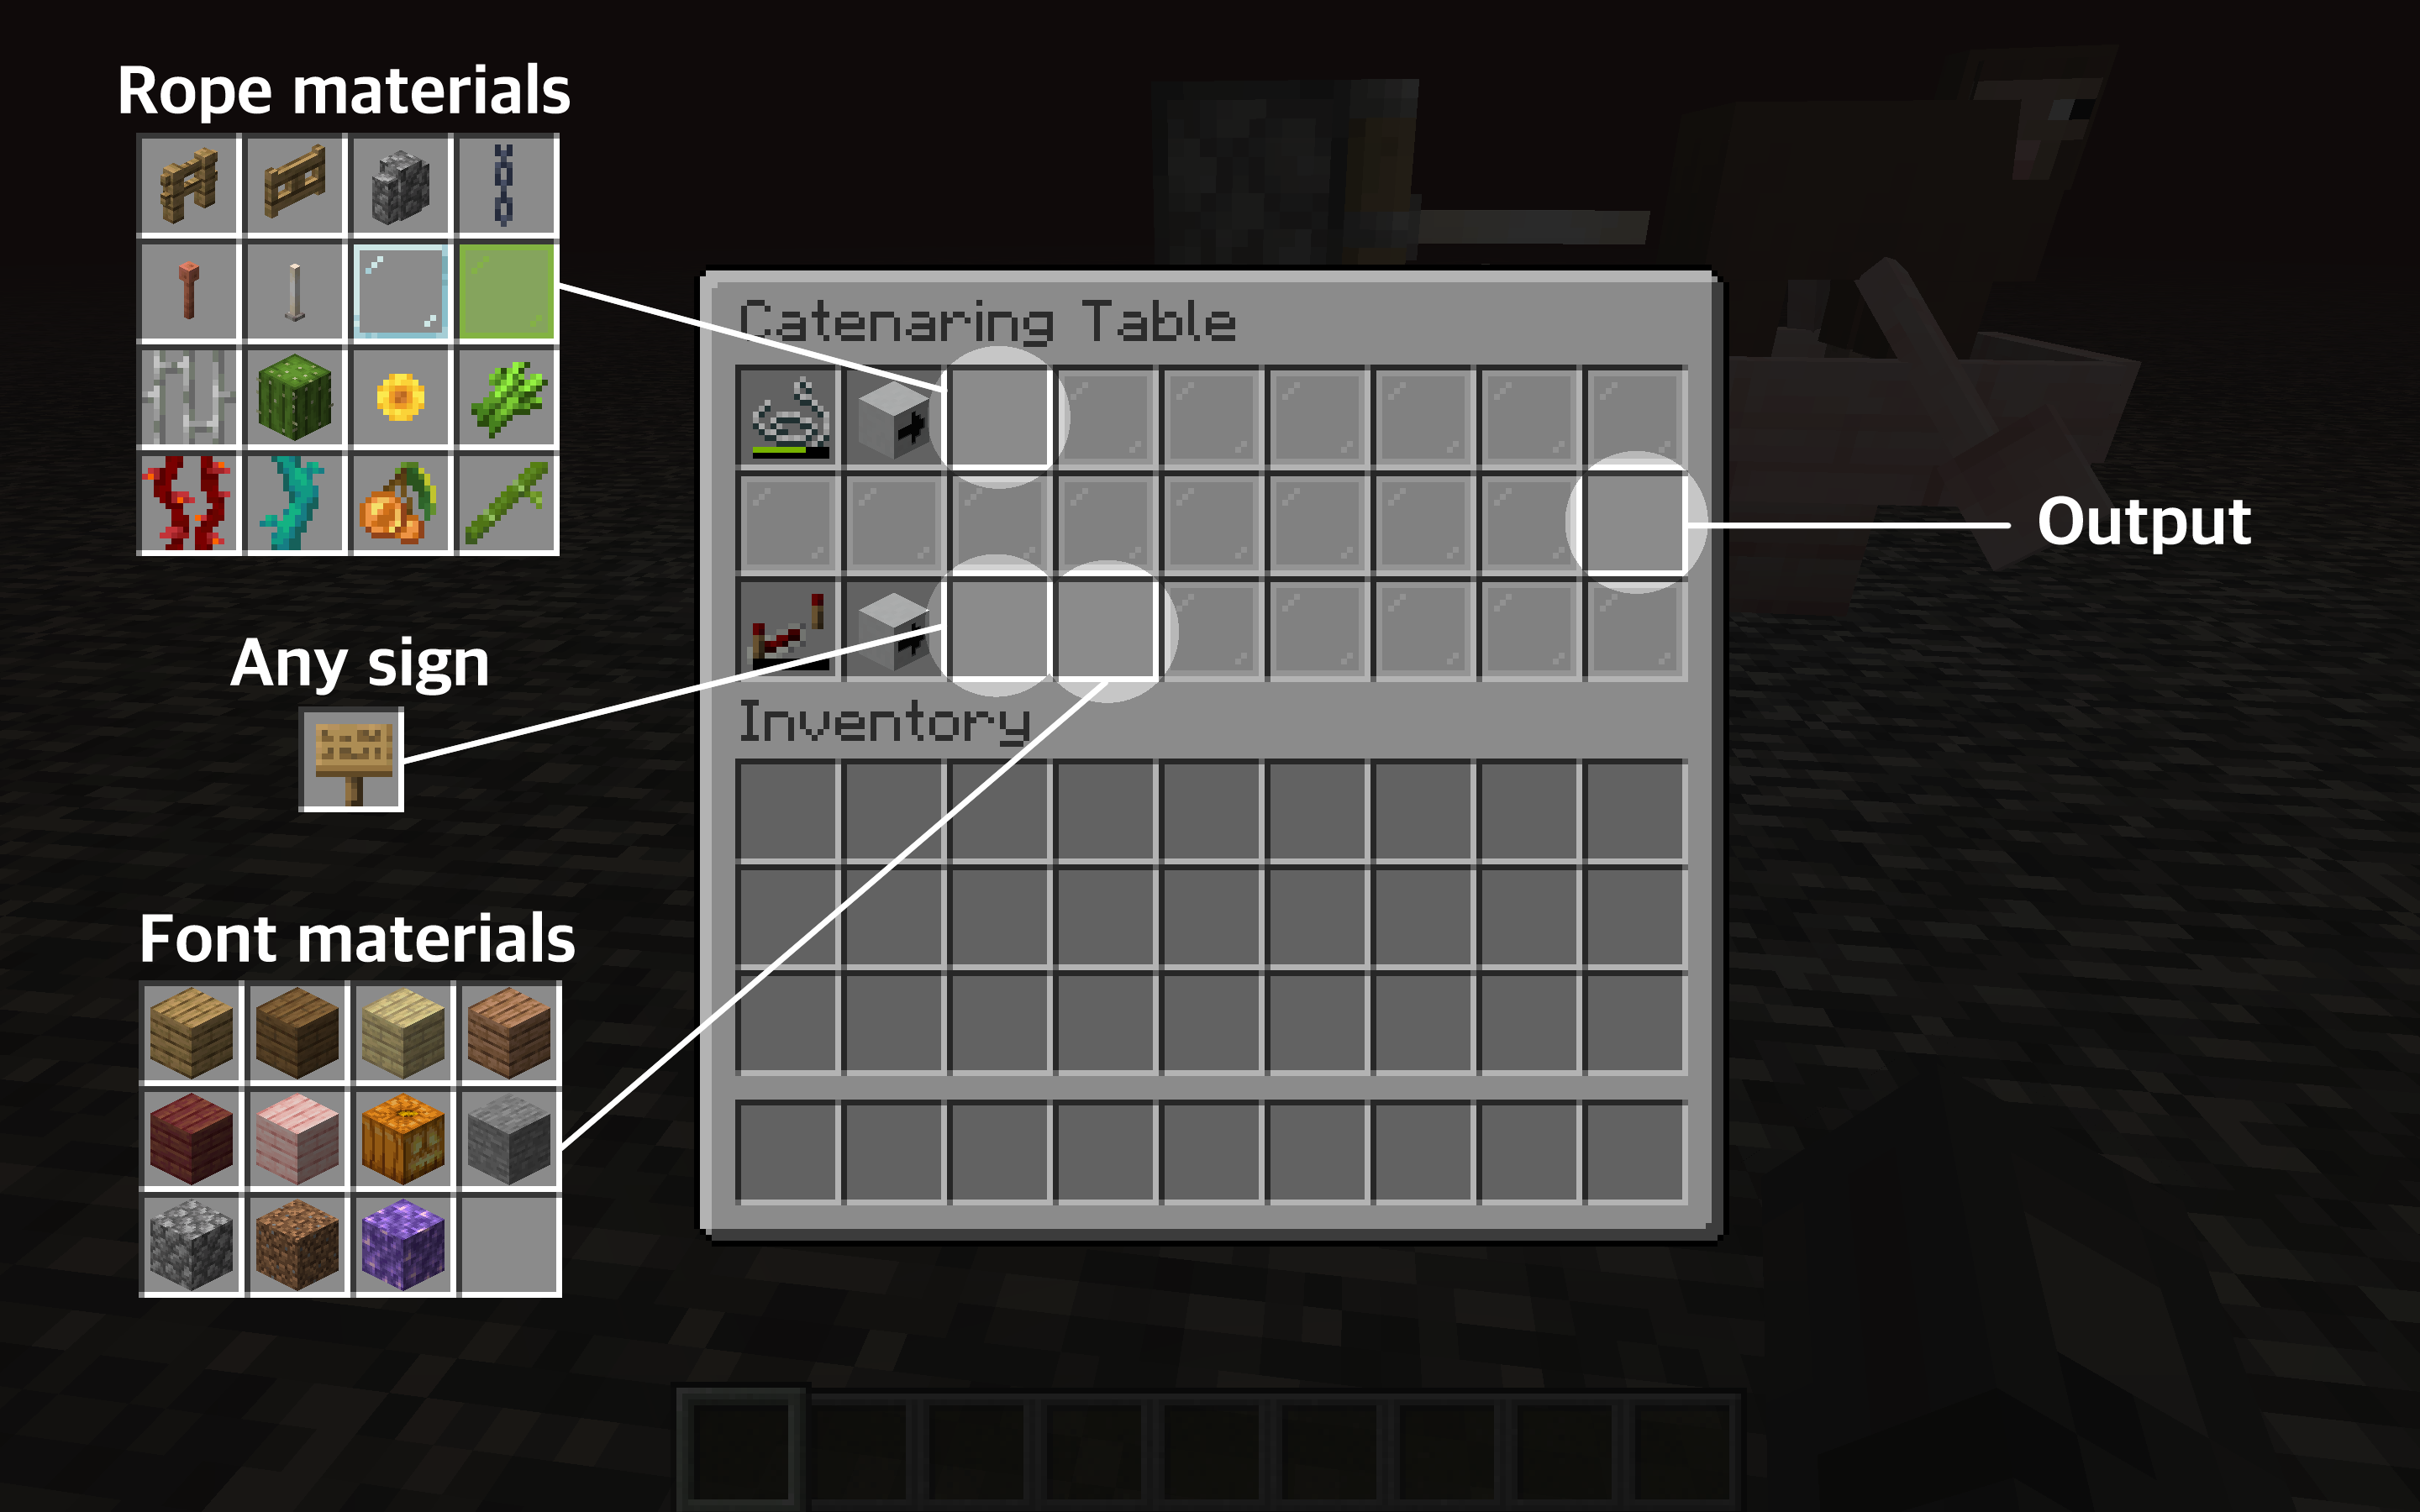 Rope materials
Catenaring Table
Output
Any sign
Inventory
Font materials